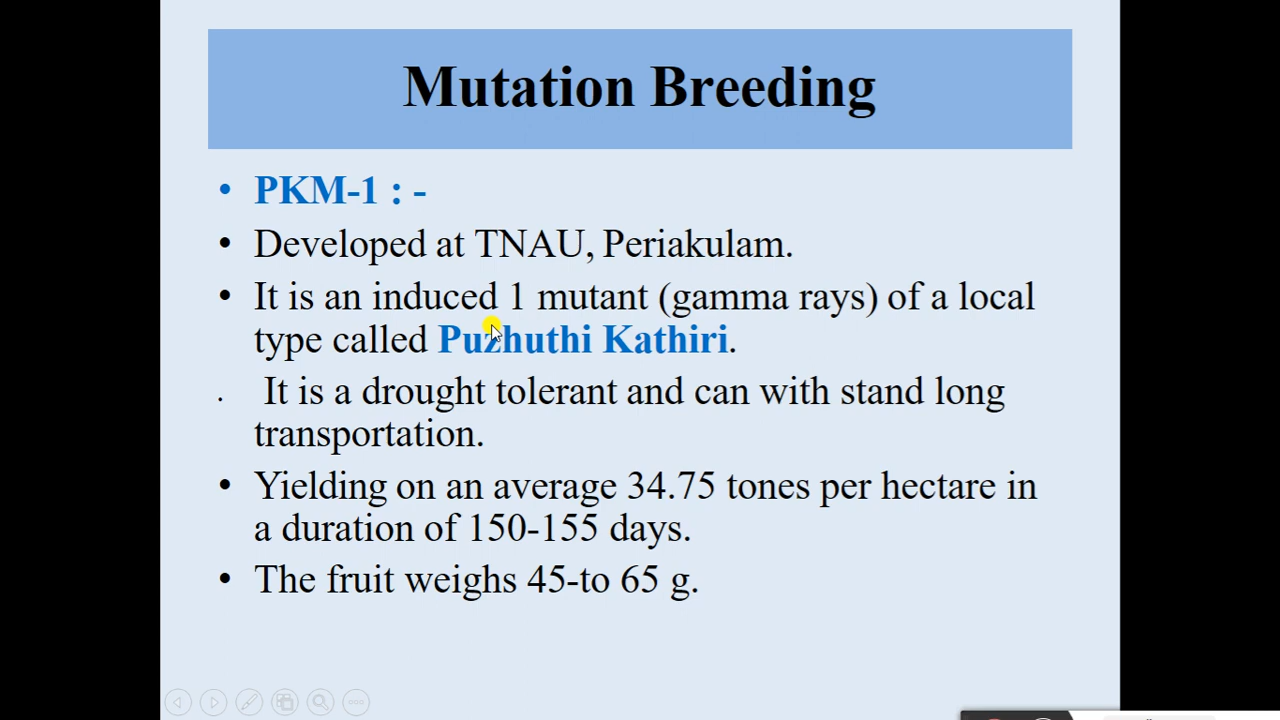 Mutation Breeding
• PKM-1 : -
• Developed at TNAU, Periakulam.
• It is an induced 1 mutant (gamma rays) of a local
type called Puzhuthi Kathiri.
. It is a drought tolerant and can with stand long
transportation.
• Yielding on an average 34.75 tones per hectare in
a duration of 150-155 days.
• The fruit weighs 45-to 65 g.